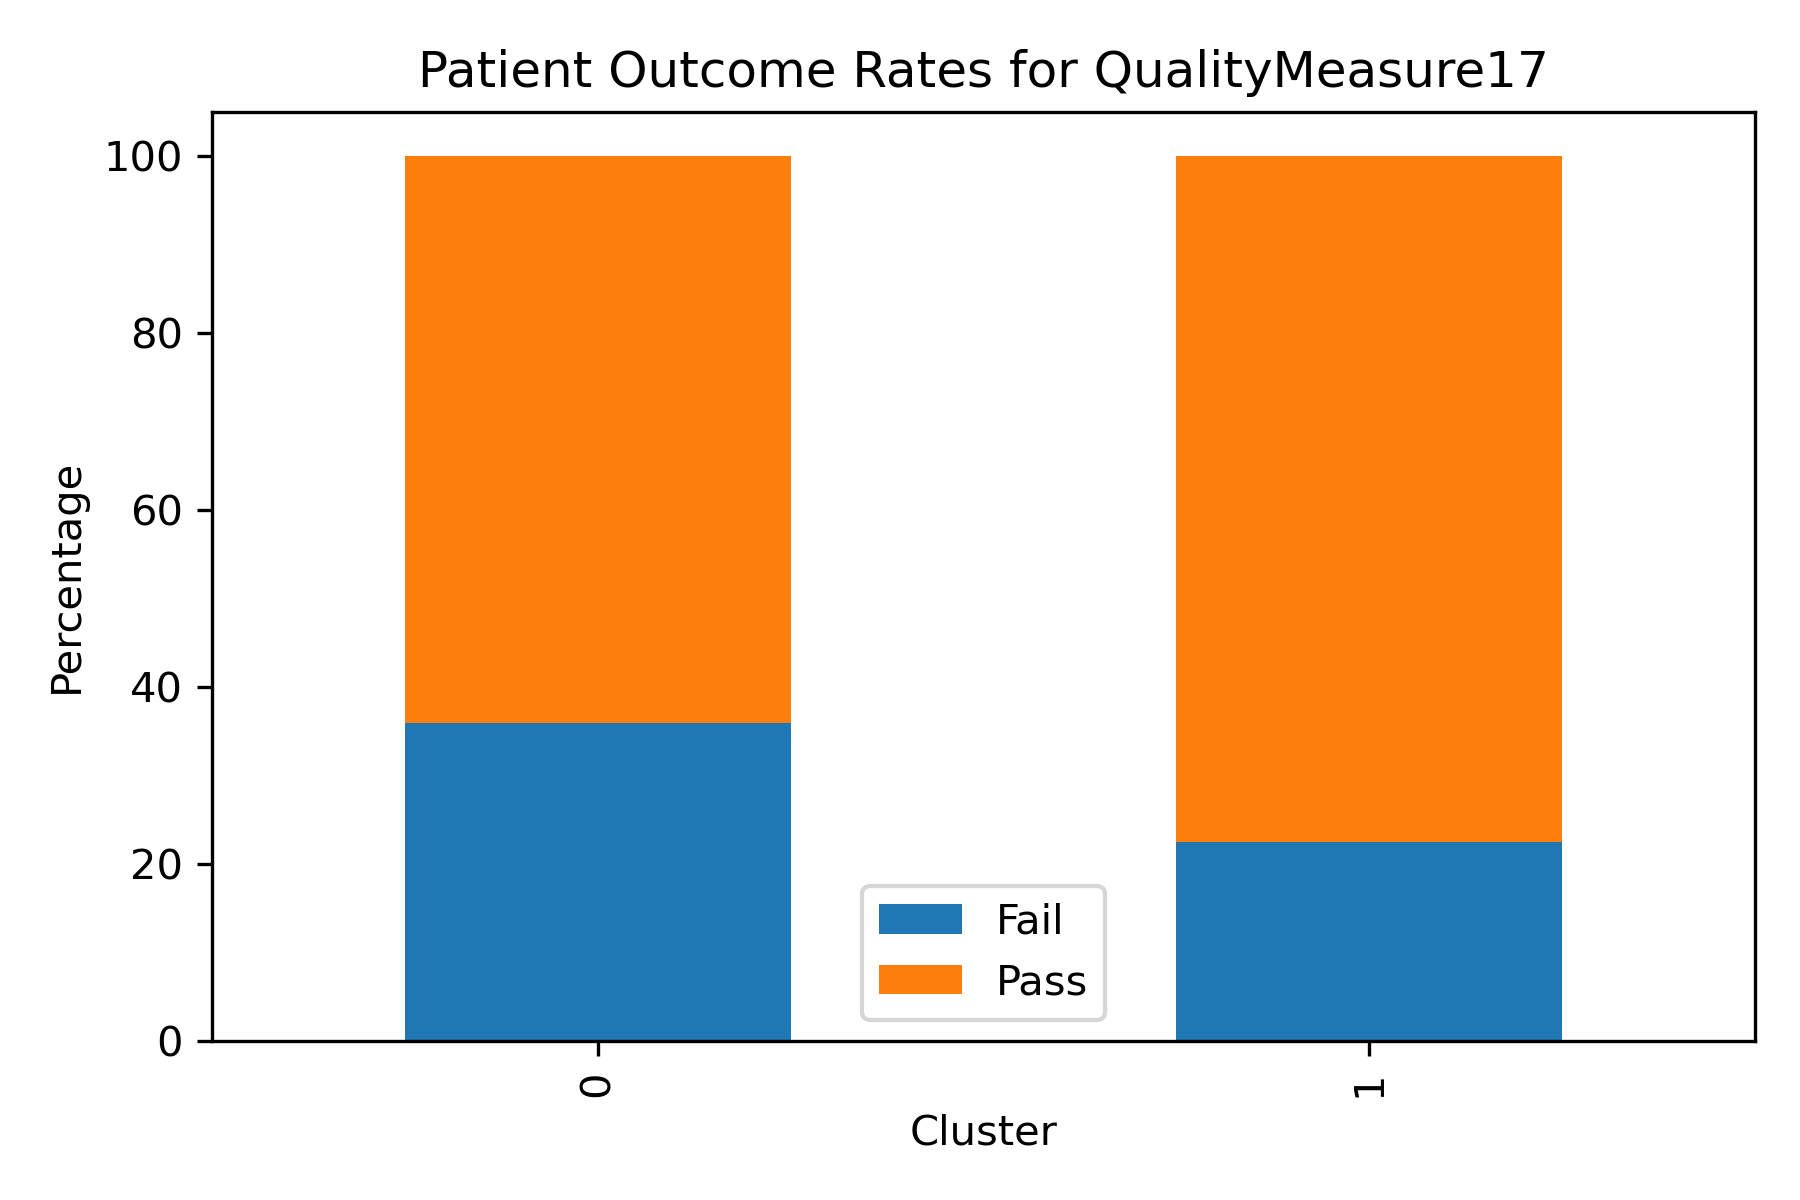 Patient Outcome Rates for QualityMeasure17
Percentage
100
80
60
40
20
0
Fail
Pass
0
1
Cluster